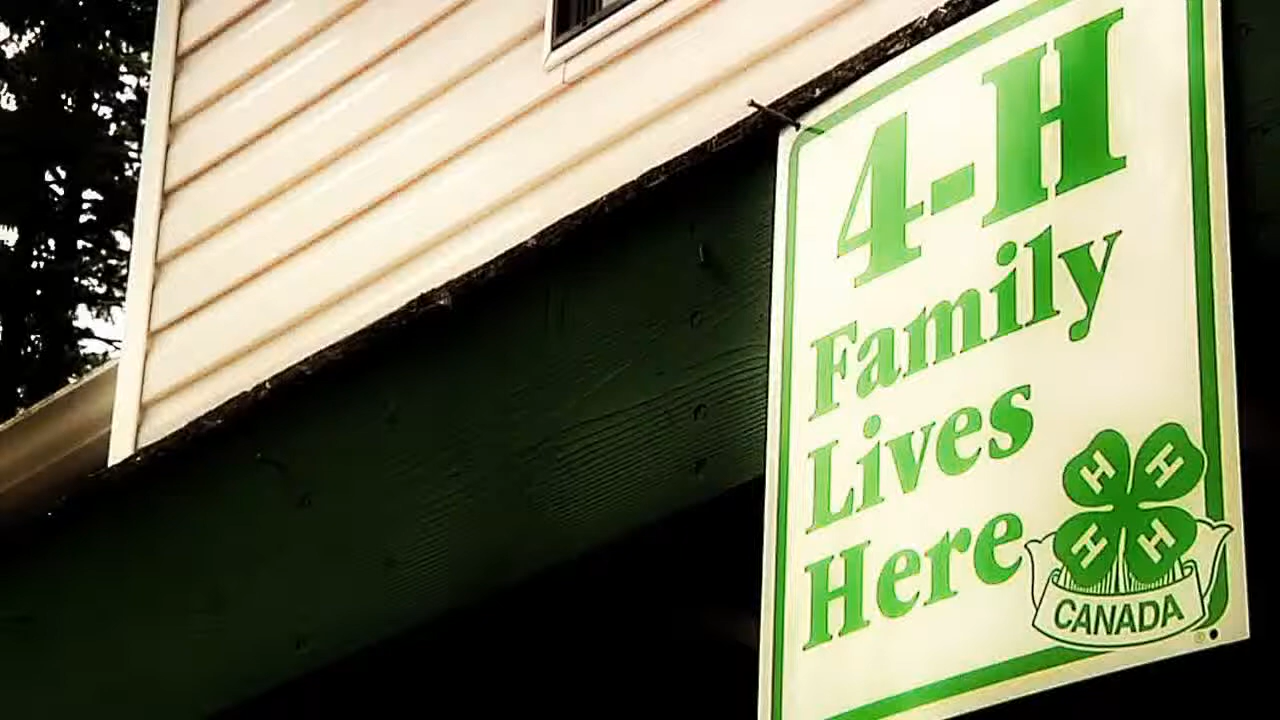 4-H
Family
Lives
Here
H H
H H
CANADA